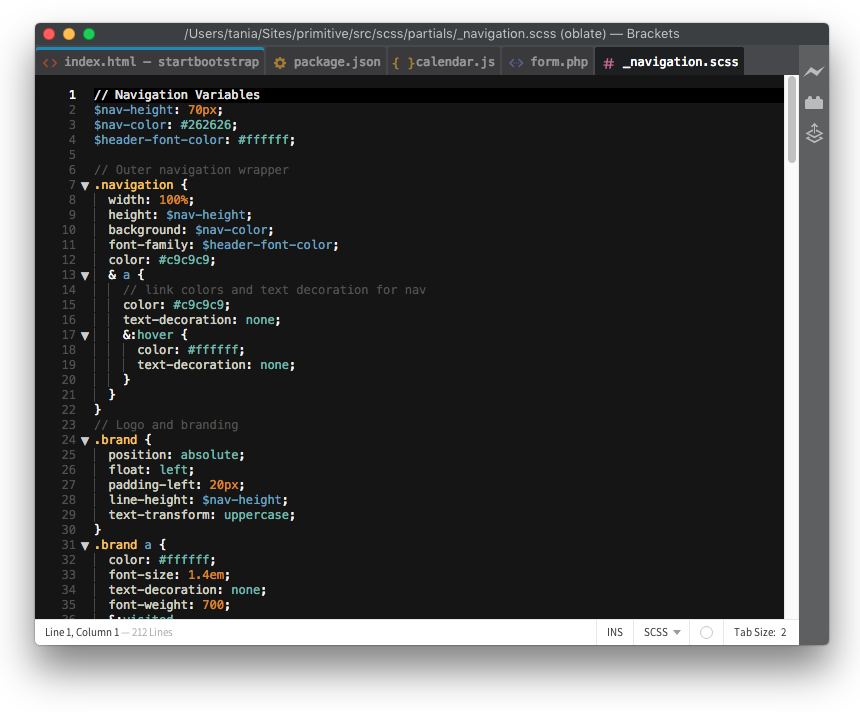 /Users/tania/Sites/primitive/src/scss/partials/_navigation.scss (oblate) — Brackets
<> index.html — startbootstrap package.json { }calendar.js <> form.php # _navigation.scss
1 // Navigation Variables
2 $nav-height: 70px;
3 $nav-color: #262626;
4 $header-font-color: #ffffff;
5
6 // Outer navigation wrapper
7 .navigation {
8 width: 100%;
9 height: $nav-height;
10 background: $nav-color;
11 font-family: $header-font-color;
12 color: #c9c9c9;
13 & a {
14 // link colors and text decoration for nav
15 color: #c9c9c9;
16 text-decoration: none;
17 &:hover {
18 color: #ffffff;
19 text-decoration: none;
20 }
21 }
22 }
23 // Logo and branding
24 .brand {
25 position: absolute;
26 float: left;
27 padding-left: 20px;
28 line-height: $nav-height;
29 text-transform: uppercase;
30 }
31 .brand a {
32 color: #ffffff;
33 font-size: 1.4em;
34 text-decoration: none;
35 font-weight: 700;
36 &:visited
Line 1, Column 1 — 212 Lines INS SCSS Tab Size: 2